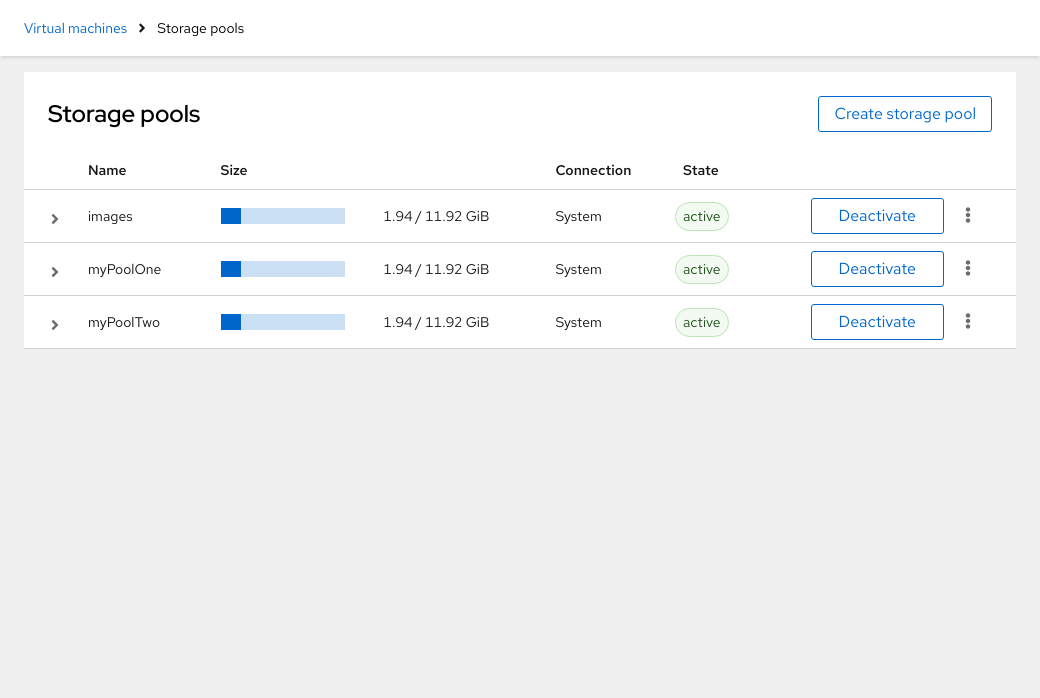 Virtual machines Storage pools
Storage pools Create storage pool
Name Size Connection State
images 1.94 / 11.92 GiB System active Deactivate
myPoolOne 1.94 / 11.92 GiB System active Deactivate
myPoolTwo 1.94 / 11.92 GiB System active Deactivate